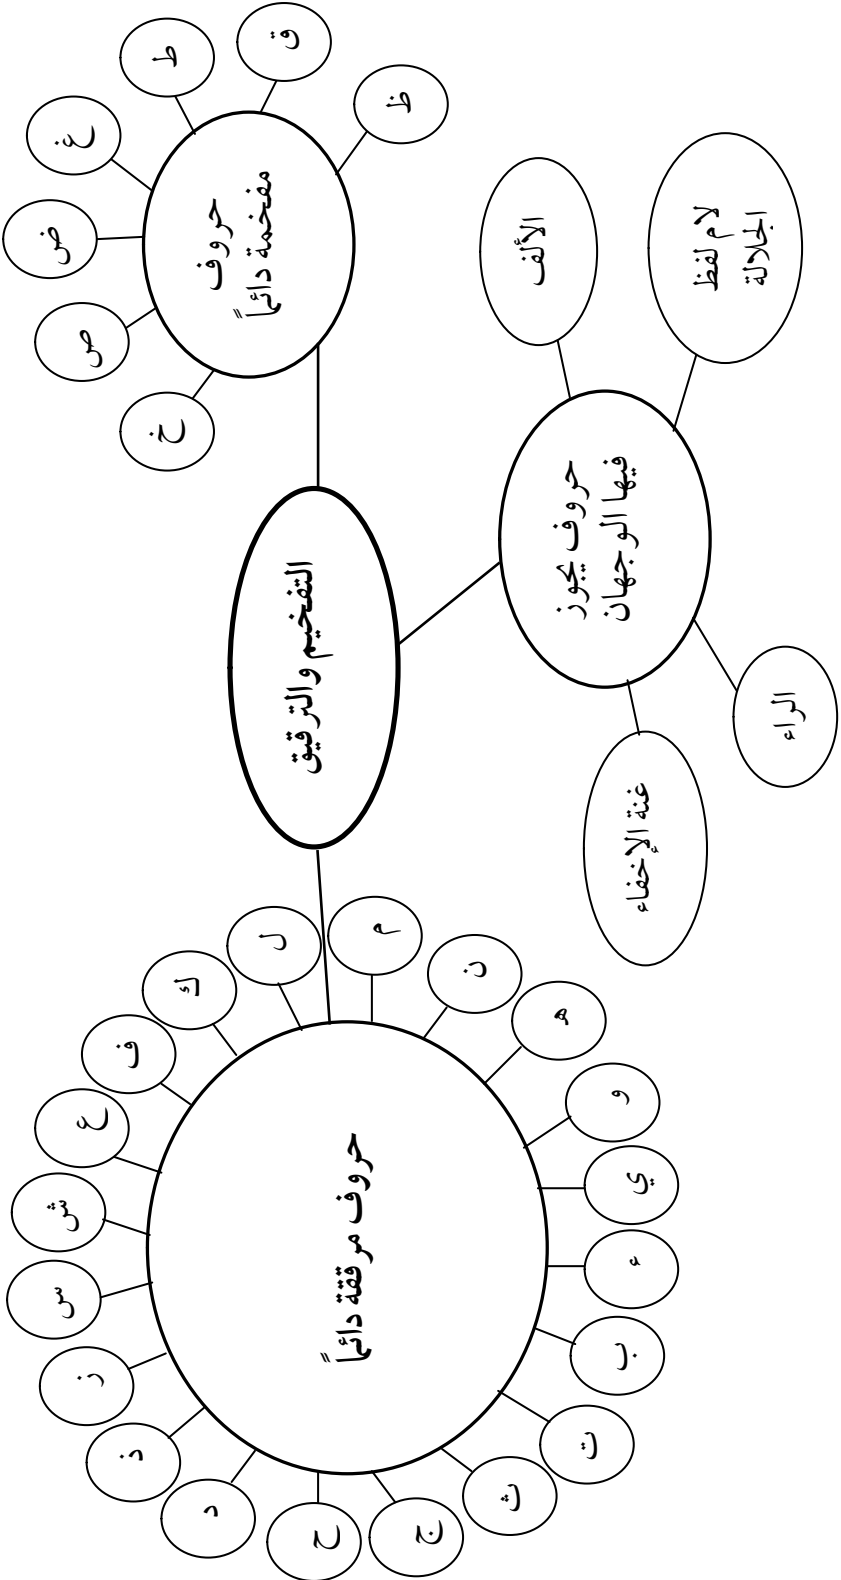 التفخيم والترقيق
حروف
مفخمة دائماً
ظ
ق
ط
غ
ض
ص
خ
حروف يجوز
فيها الوجهان
الألف
لام لفظ
الجلالة
الراء
غنة الإخفاء
حروف مرققة دائماً
ء
ب
ت
ث
ج
ح
د
ذ
ز
س
ش
ع
ف
ك
ل
م
ن
ه
و
ي